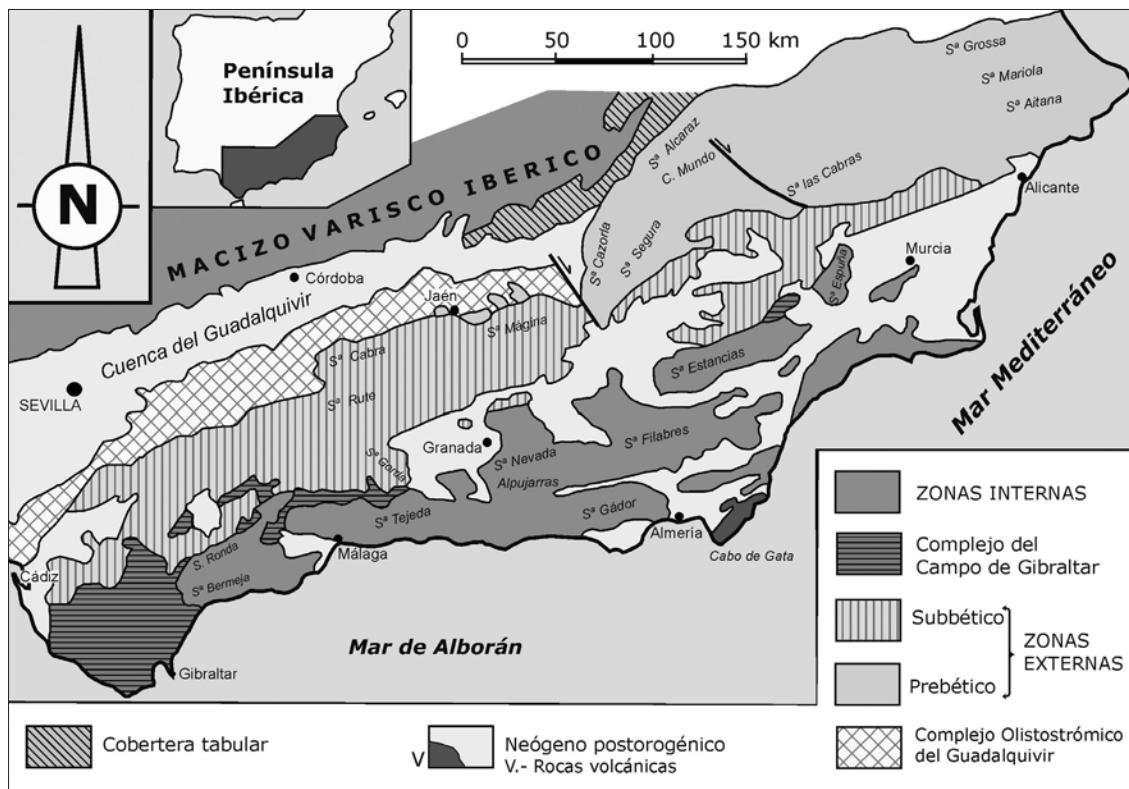 0 50 100 150 km
Península
Ibérica
N
MACIZO VARISCO IBERICO
Sª Grossa
Sª Mariola
Sª Aitana
Sª Alcaraz
C. Mundo
Sª las Cabras
Alicante
Sª Cazorla
Sª Segura
Murcia
Sª Espuña
Córdoba
Cuenca del Guadalquivir
Jaén
Sª Mágina
Sª Cabra
SEVILLA
Sª Rute
Sª Estancias
Mar Mediterráneo
Granada
Sª Gorda
Sª Nevada
Sª Filabres
Alpujarras
Sª Tejeda
Sª Gádor
Almería
Cabo de Gata
Málaga
S. Ronda
Sª Bermeja
Cádiz
Gibraltar
Mar de Alborán
ZONAS INTERNAS
Complejo del
Campo de Gibraltar
Subbético
ZONAS
EXTERNAS
Prebético
Complejo Olistostrómico
del Guadalquivir
Cobertera tabular
V
Neógeno postorogénico
V.- Rocas volcánicas